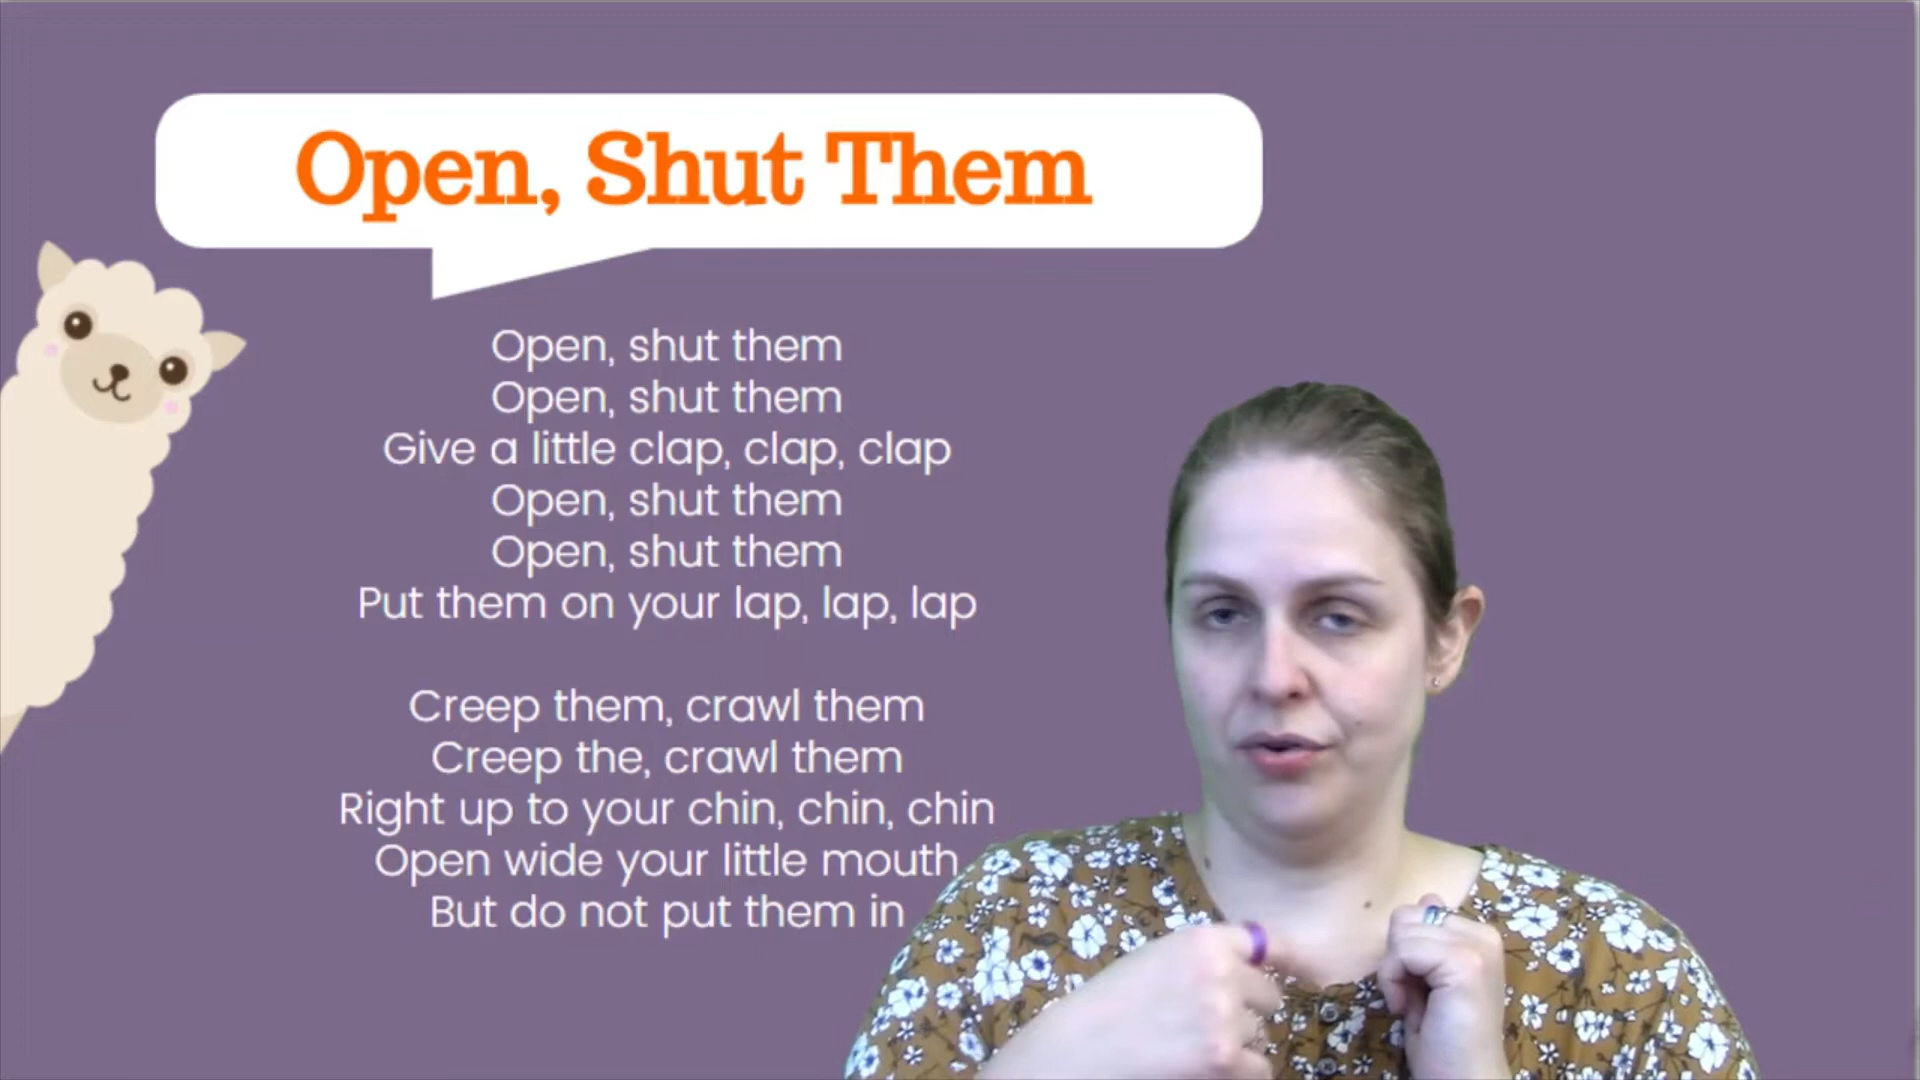 Open, Shut Them
Open, shut them
Open, shut them
Give a little clap, clap, clap
Open, shut them
Open, shut them
Put them on your lap, lap, lap
Creep them, crawl them
Creep the, crawl them
Right up to your chin, chin, chin
Open wide your little mouth
But do not put them in